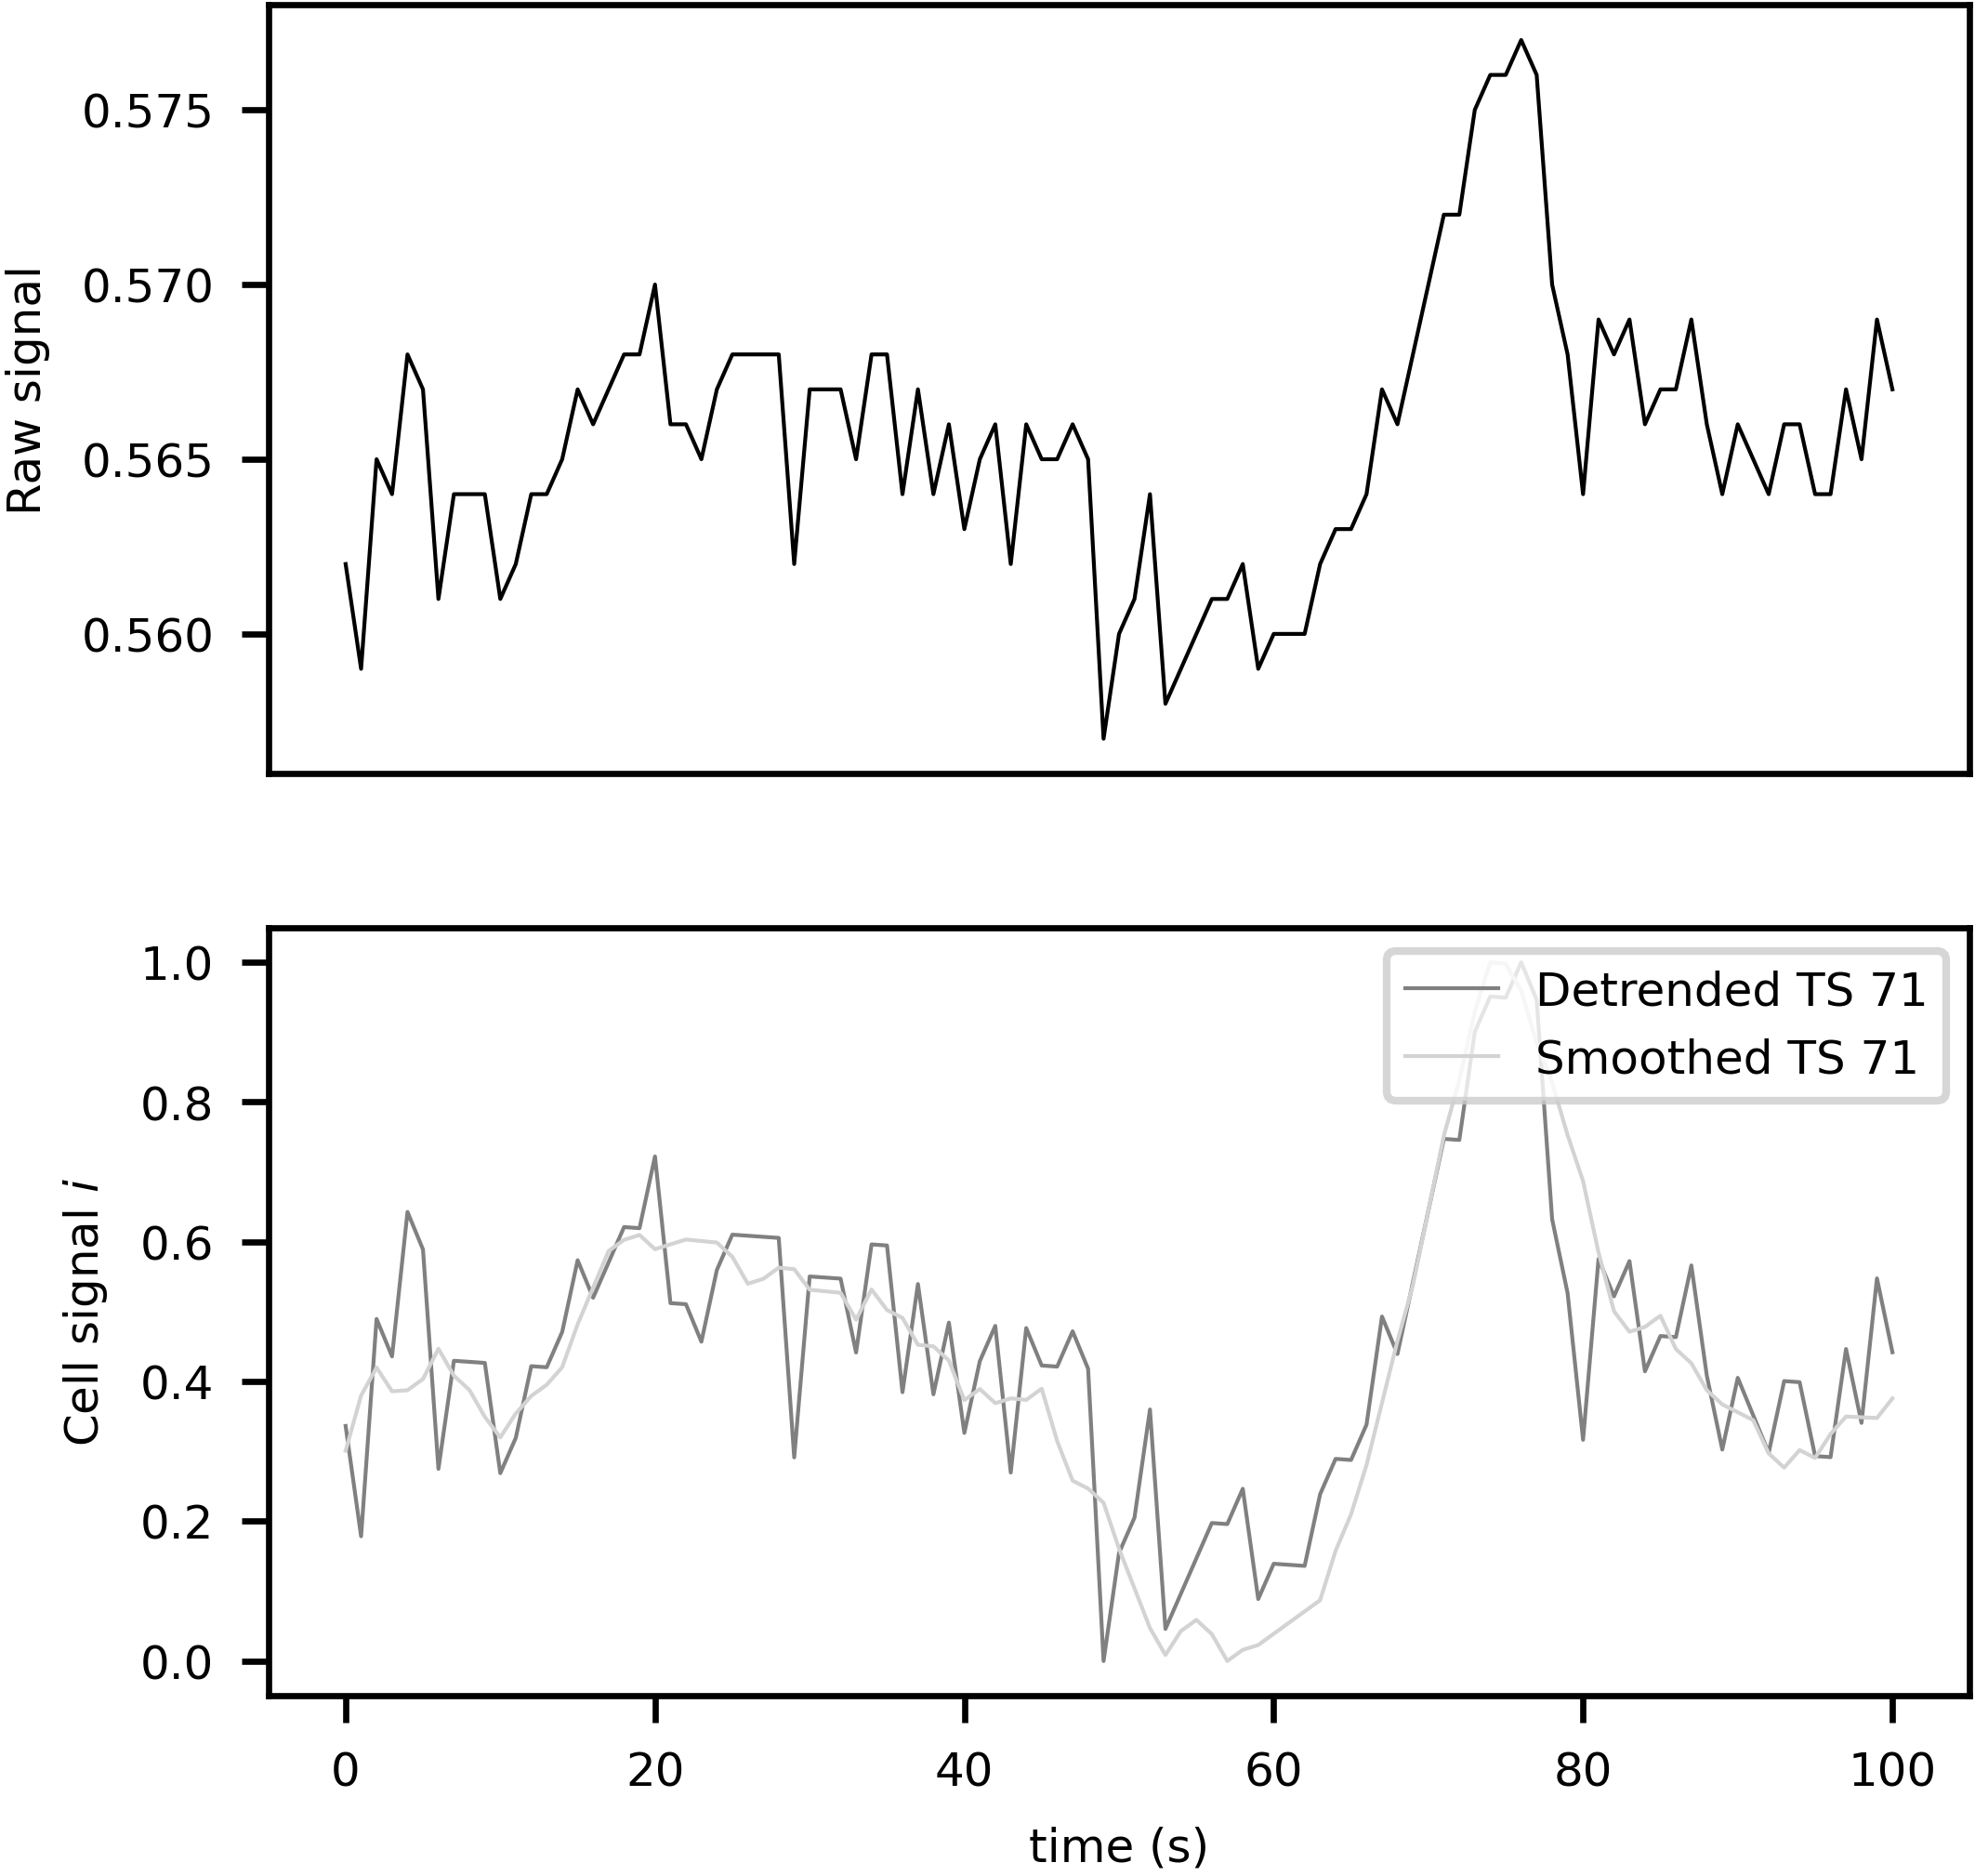 Raw signal
0.575
0.570
0.565
0.560
Cell signal i
1.0
0.8
0.6
0.4
0.2
0.0
Detrended TS 71
Smoothed TS 71
0 20 40 60 80 100
time (s)